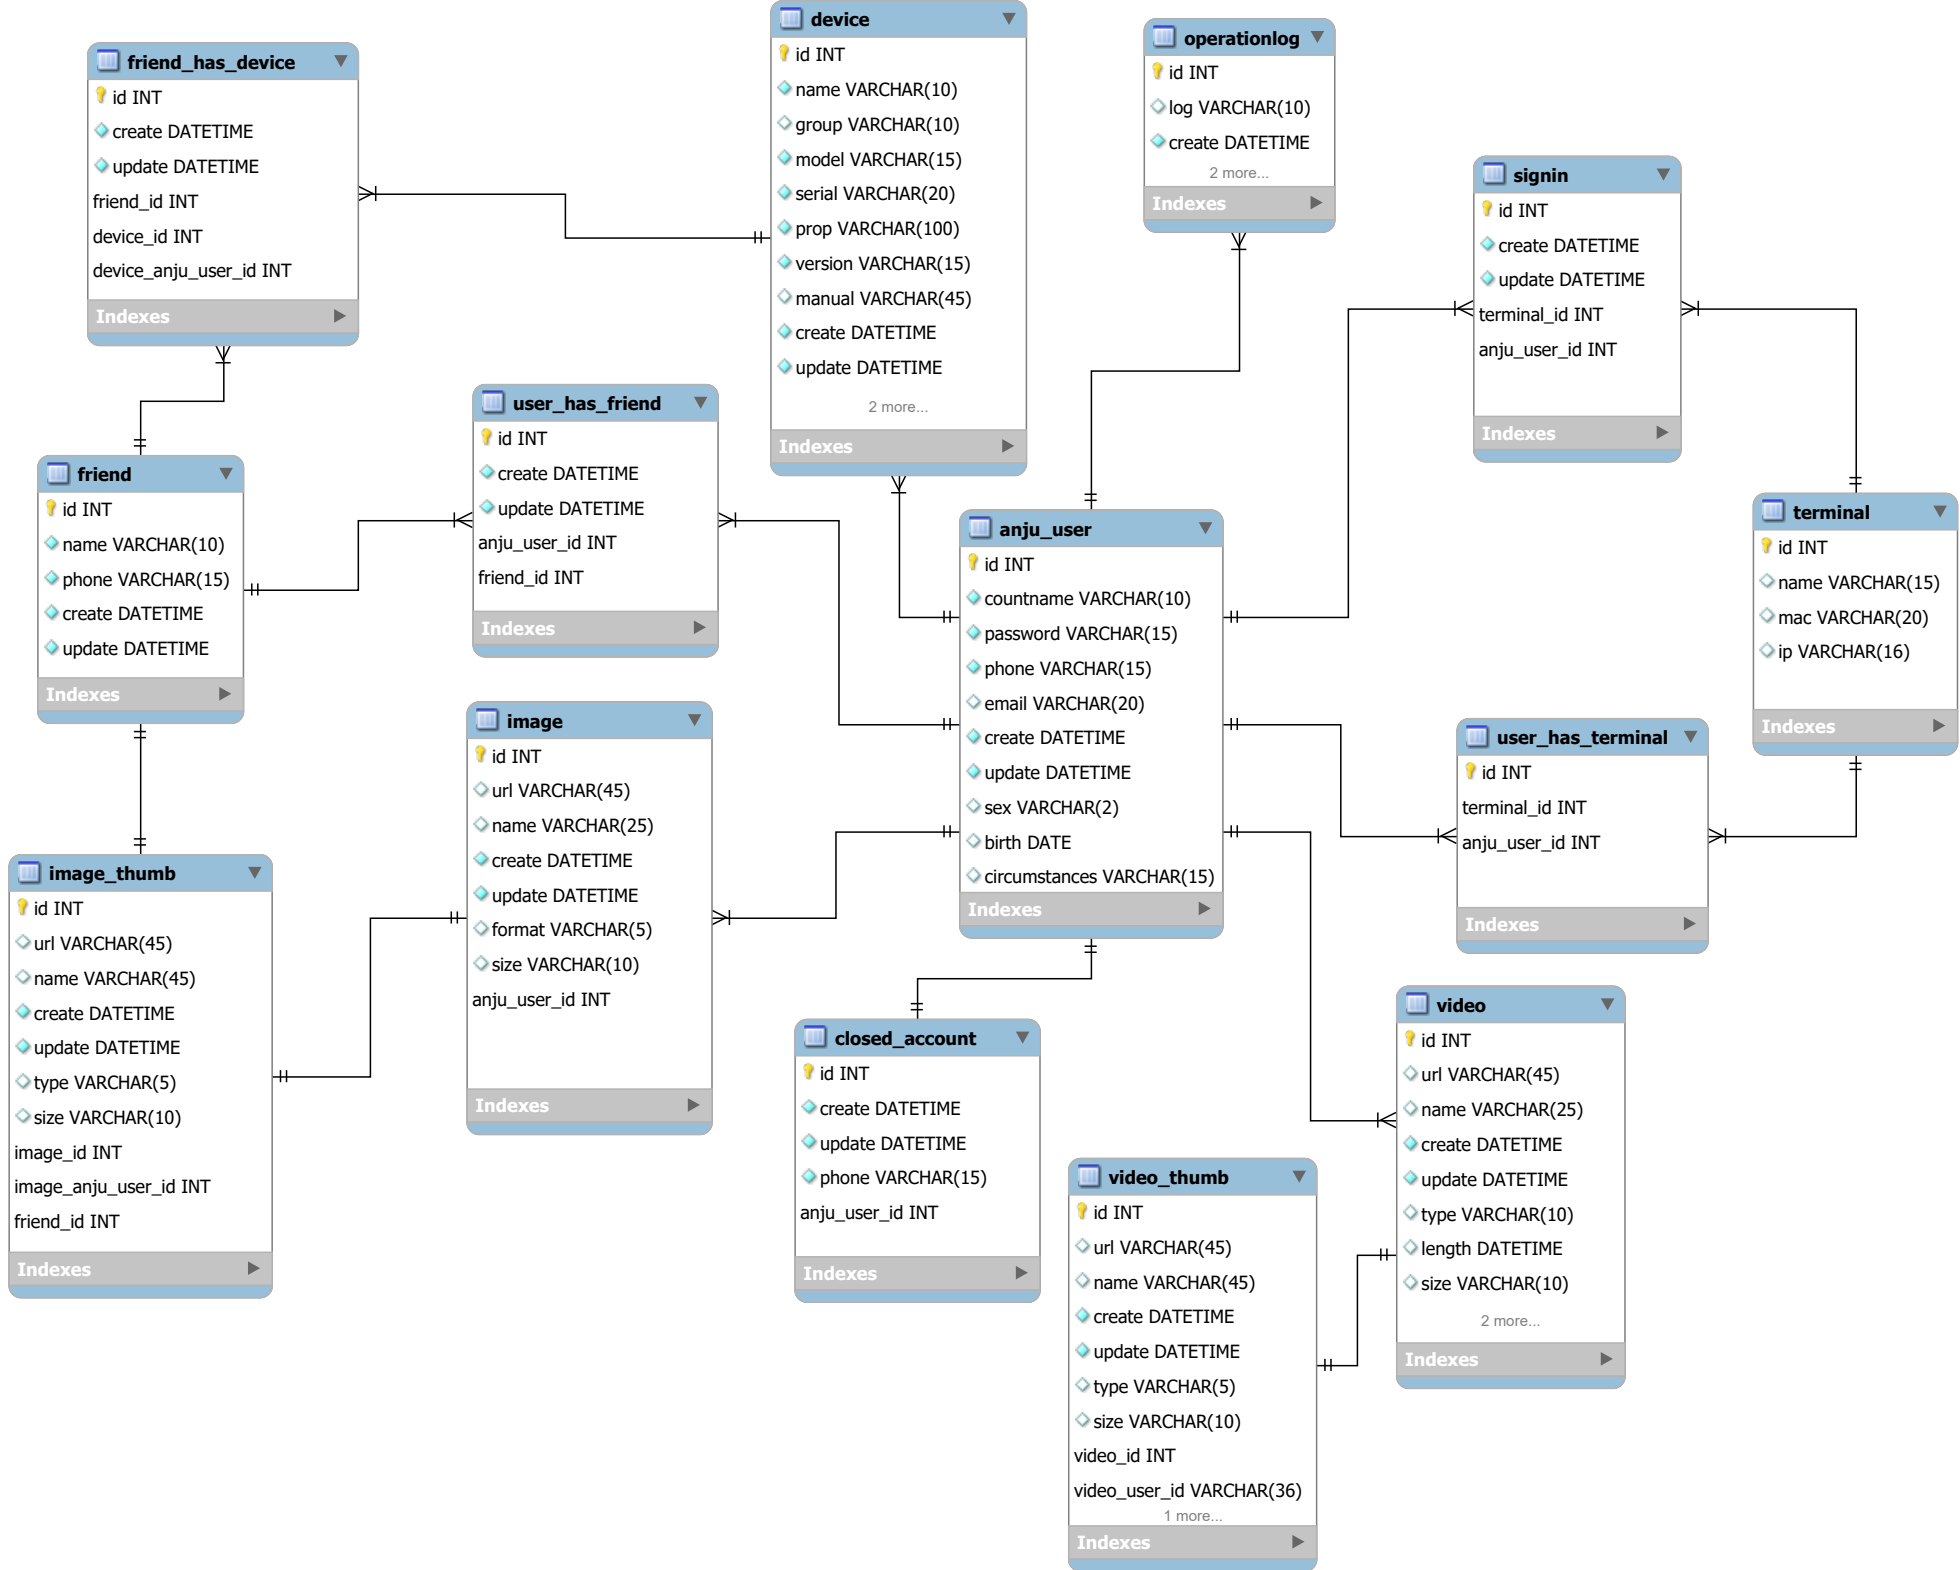 friend_has_device
id INT
create DATETIME
update DATETIME
friend_id INT
device_id INT
device_anju_user_id INT
Indexes
device
id INT
name VARCHAR(10)
group VARCHAR(10)
model VARCHAR(15)
serial VARCHAR(20)
prop VARCHAR(100)
version VARCHAR(15)
manual VARCHAR(45)
create DATETIME
update DATETIME
2 more...
Indexes
operationlog
id INT
log VARCHAR(10)
create DATETIME
2 more...
Indexes
signin
id INT
create DATETIME
update DATETIME
terminal_id INT
anju_user_id INT
Indexes
friend
id INT
name VARCHAR(10)
phone VARCHAR(15)
create DATETIME
update DATETIME
Indexes
user_has_friend
id INT
create DATETIME
update DATETIME
anju_user_id INT
friend_id INT
Indexes
anju_user
id INT
countname VARCHAR(10)
password VARCHAR(15)
phone VARCHAR(15)
email VARCHAR(20)
create DATETIME
update DATETIME
sex VARCHAR(2)
birth DATE
circumstances VARCHAR(15)
Indexes
terminal
id INT
name VARCHAR(15)
mac VARCHAR(20)
ip VARCHAR(16)
Indexes
image
id INT
url VARCHAR(45)
name VARCHAR(25)
create DATETIME
update DATETIME
format VARCHAR(5)
size VARCHAR(10)
anju_user_id INT
Indexes
user_has_terminal
id INT
terminal_id INT
anju_user_id INT
Indexes
image_thumb
id INT
url VARCHAR(45)
name VARCHAR(45)
create DATETIME
update DATETIME
type VARCHAR(5)
size VARCHAR(10)
image_id INT
image_anju_user_id INT
friend_id INT
Indexes
closed_account
id INT
create DATETIME
update DATETIME
phone VARCHAR(15)
anju_user_id INT
Indexes
video
id INT
url VARCHAR(45)
name VARCHAR(25)
create DATETIME
update DATETIME
type VARCHAR(10)
length DATETIME
size VARCHAR(10)
2 more...
Indexes
video_thumb
id INT
url VARCHAR(45)
name VARCHAR(45)
create DATETIME
update DATETIME
type VARCHAR(5)
size VARCHAR(10)
video_id INT
video_user_id VARCHAR(36)
1 more...
Indexes